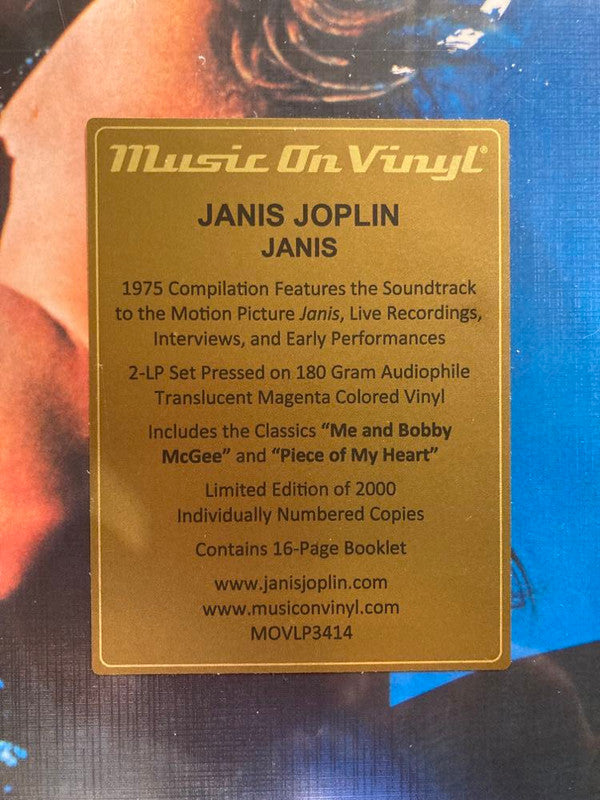 Music On Vinyl®
JANIS JOPLIN
JANIS
1975 Compilation Features the Soundtrack
to the Motion Picture Janis, Live Recordings,
Interviews, and Early Performances
2-LP Set Pressed on 180 Gram Audiophile
Translucent Magenta Colored Vinyl
Includes the Classics “Me and Bobby
McGee” and “Piece of My Heart”
Limited Edition of 2000
Individually Numbered Copies
Contains 16-Page Booklet
www.janisjoplin.com
www.musiconvinyl.com
MOVLP3414